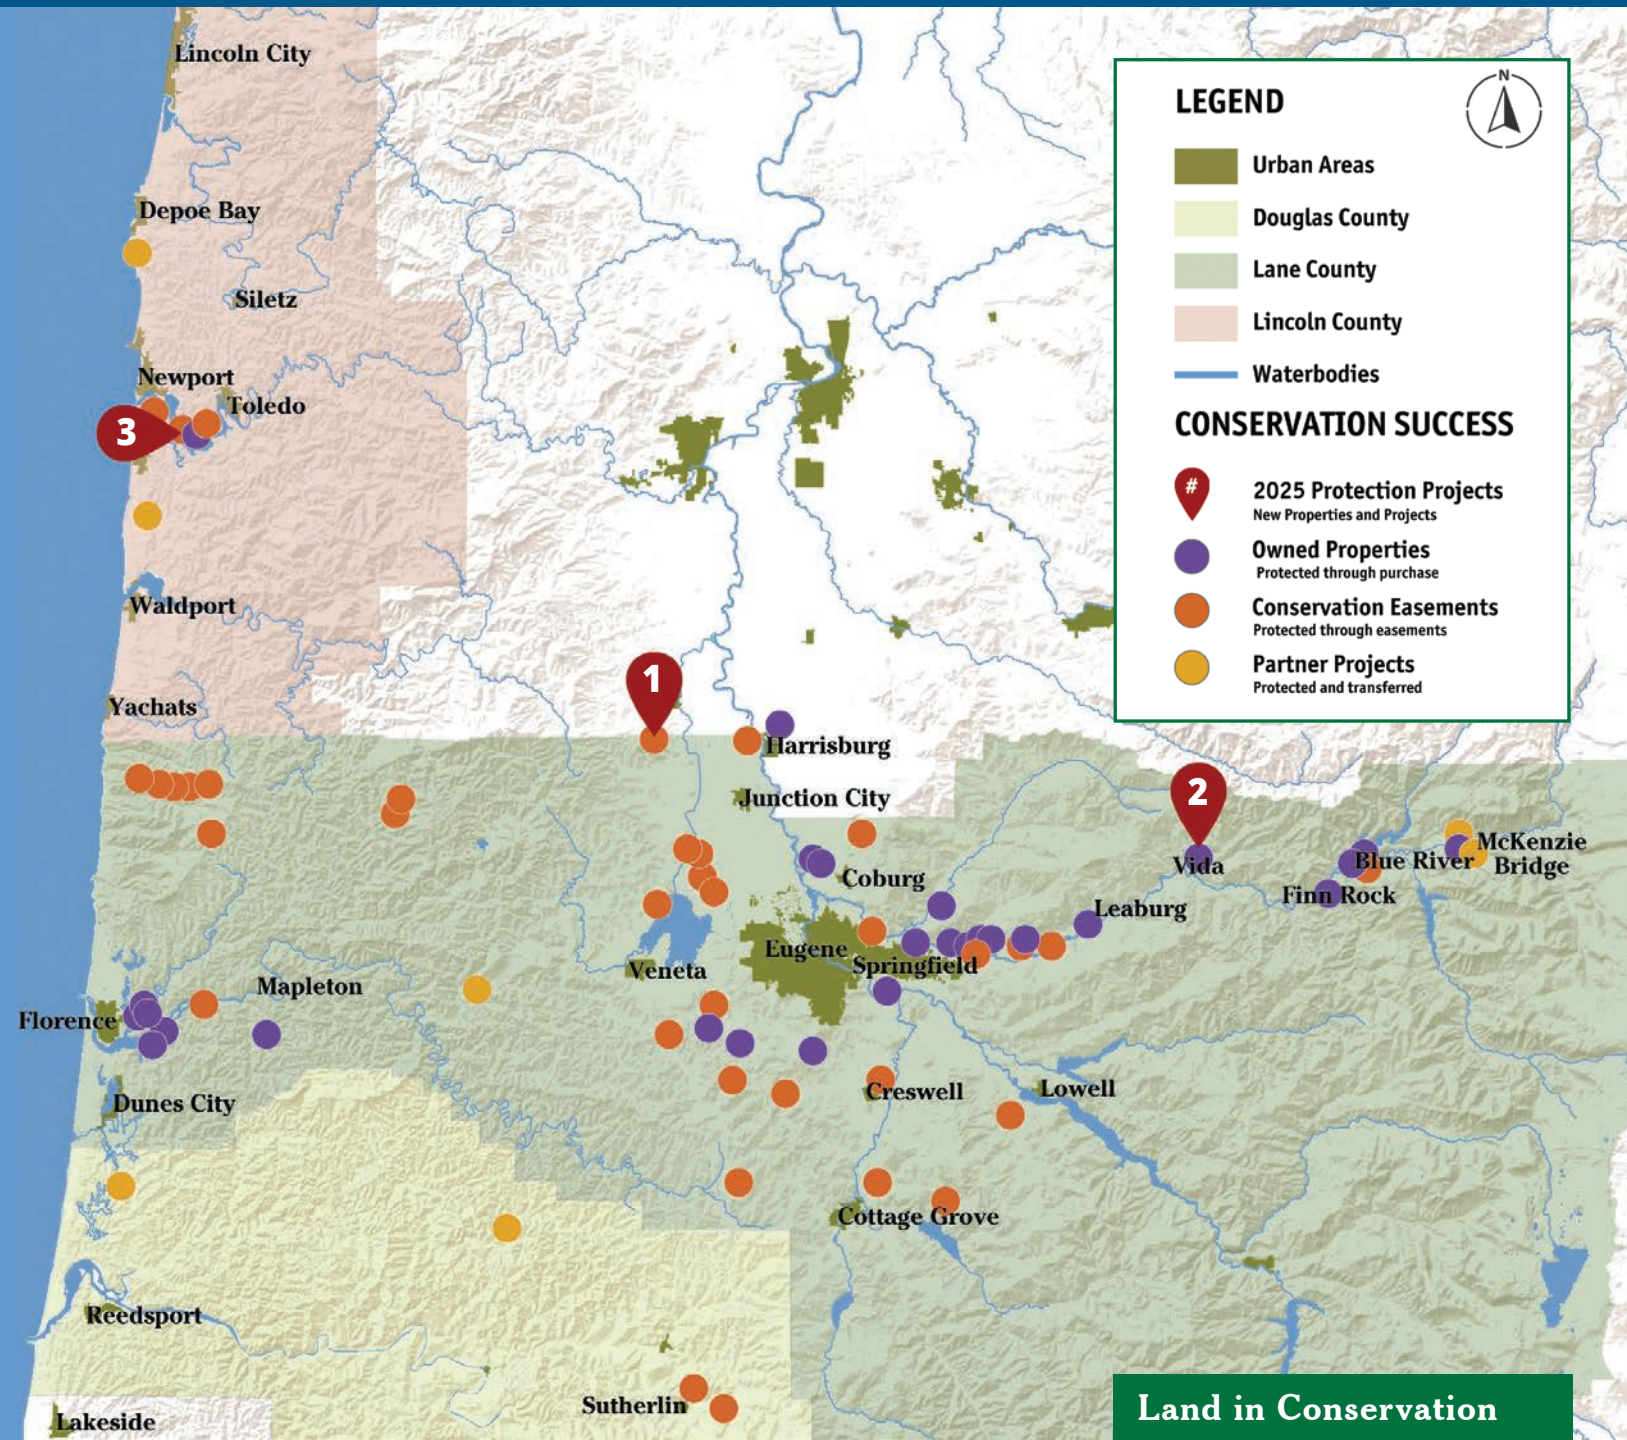 Lincoln City
Depoe Bay
Siletz
Newport
Toledo
3
Waldport
Yachats
1
Harrisburg
Junction City
2
Coburg
Vida
McKenzie
Bridge
Blue River
Finn Rock
Leaburg
Eugene
Springfield
Veneta
Mapleton
Florence
Dunes City
Creswell
Lowell
Cottage Grove
Reedsport
Sutherlin
Lakeside
LEGEND
N
Urban Areas
Douglas County
Lane County
Lincoln County
Waterbodies
CONSERVATION SUCCESS
#
2025 Protection Projects
New Properties and Projects
Owned Properties
Protected through purchase
Conservation Easements
Protected through easements
Partner Projects
Protected and transferred
Land in Conservation